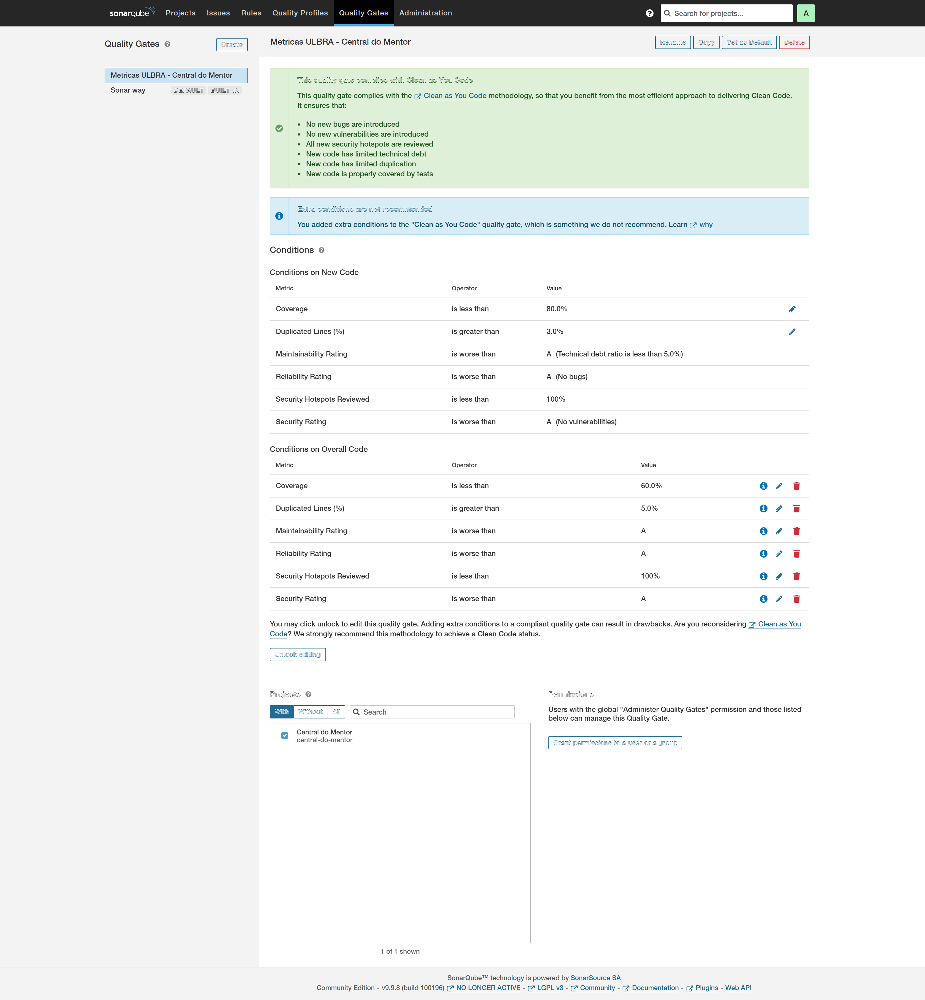 sonarqube Projects Issues Rules Quality Profiles Quality Gates Administration Search for projects... A
Quality Gates Create
Metricas ULBRA - Central do Mentor
Sonar way DEFAULT BUILT-IN
Metricas ULBRA - Central do Mentor Rename Copy Set as Default Delete
This quality gate complies with Clean as You Code
This quality gate complies with the Clean as You Code methodology, so that you benefit from the most efficient approach to delivering Clean Code.
It ensures that:
• No new bugs are introduced
• No new vulnerabilities are introduced
• All new security hotspots are reviewed
• New code has limited technical debt
• New code has limited duplication
• New code is properly covered by tests
Extra conditions are not recommended
You added extra conditions to the "Clean as You Code" quality gate, which is something we do not recommend. Learn why
Conditions
Conditions on New Code
Metric Operator Value
Coverage is less than 80.0%
Duplicated Lines (%) is greater than 3.0%
Maintainability Rating is worse than A (Technical debt ratio is less than 5.0%)
Reliability Rating is worse than A (No bugs)
Security Hotspots Reviewed is less than 100%
Security Rating is worse than A (No vulnerabilities)
Conditions on Overall Code
Metric Operator Value
Coverage is less than 60.0%
Duplicated Lines (%) is greater than 5.0%
Maintainability Rating is worse than A
Reliability Rating is worse than A
Security Hotspots Reviewed is less than 100%
Security Rating is worse than A
You may click unlock to edit this quality gate. Adding extra conditions to a compliant quality gate can result in drawbacks. Are you reconsidering Clean as You
Code? We strongly recommend this methodology to achieve a Clean Code status.
Unlock editing
Projects
With Without All Search
Central do Mentor
central-do-mentor
1 of 1 shown
Permissions
Users with the global "Administer Quality Gates" permission and those listed
below can manage this Quality Gate.
Grant permissions to a user or a group
SonarQube™ technology is powered by SonarSource SA
Community Edition - v9.9.8 (build 100196) NO LONGER ACTIVE - LGPL v3 - Community - Documentation - Plugins - Web API